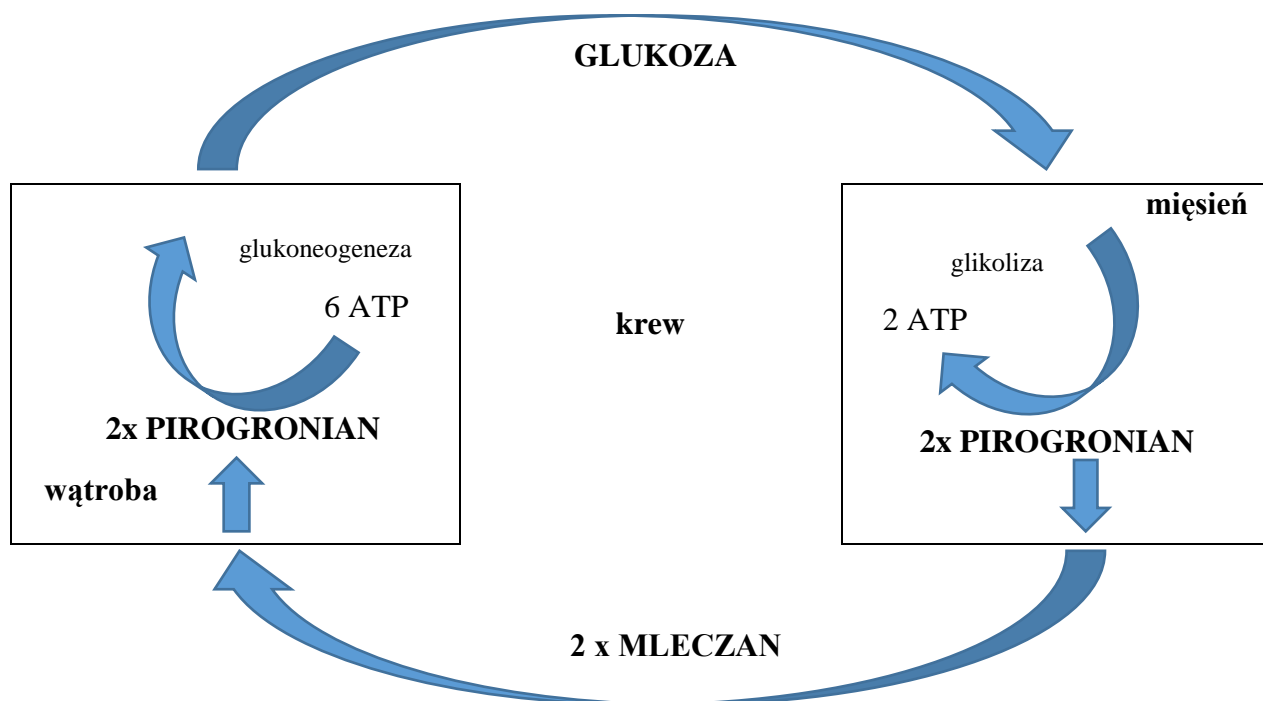 GLUKOZA
mięsień
glukoneogeneza
glikoliza
6 ATP
krew
2 ATP
2x PIROGRONIAN
2x PIROGRONIAN
wątroba
2 x MLECZAN